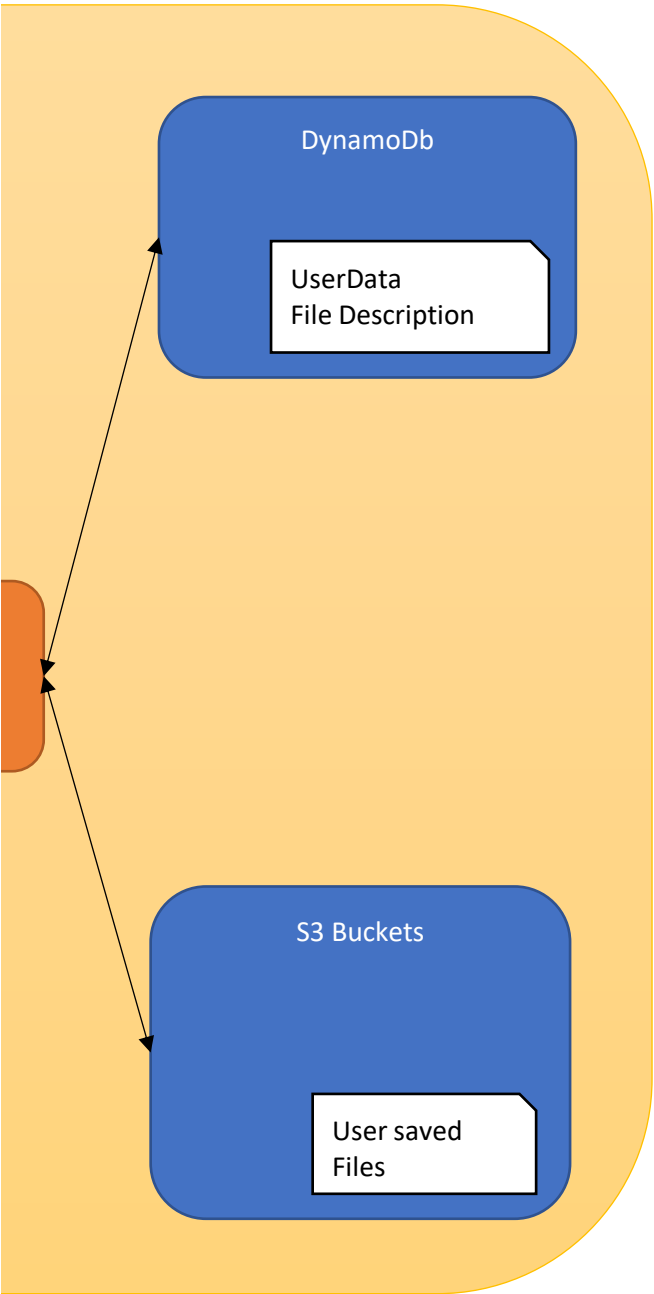 DynamoDb
UserData
File Description
S3 Buckets
User saved
Files